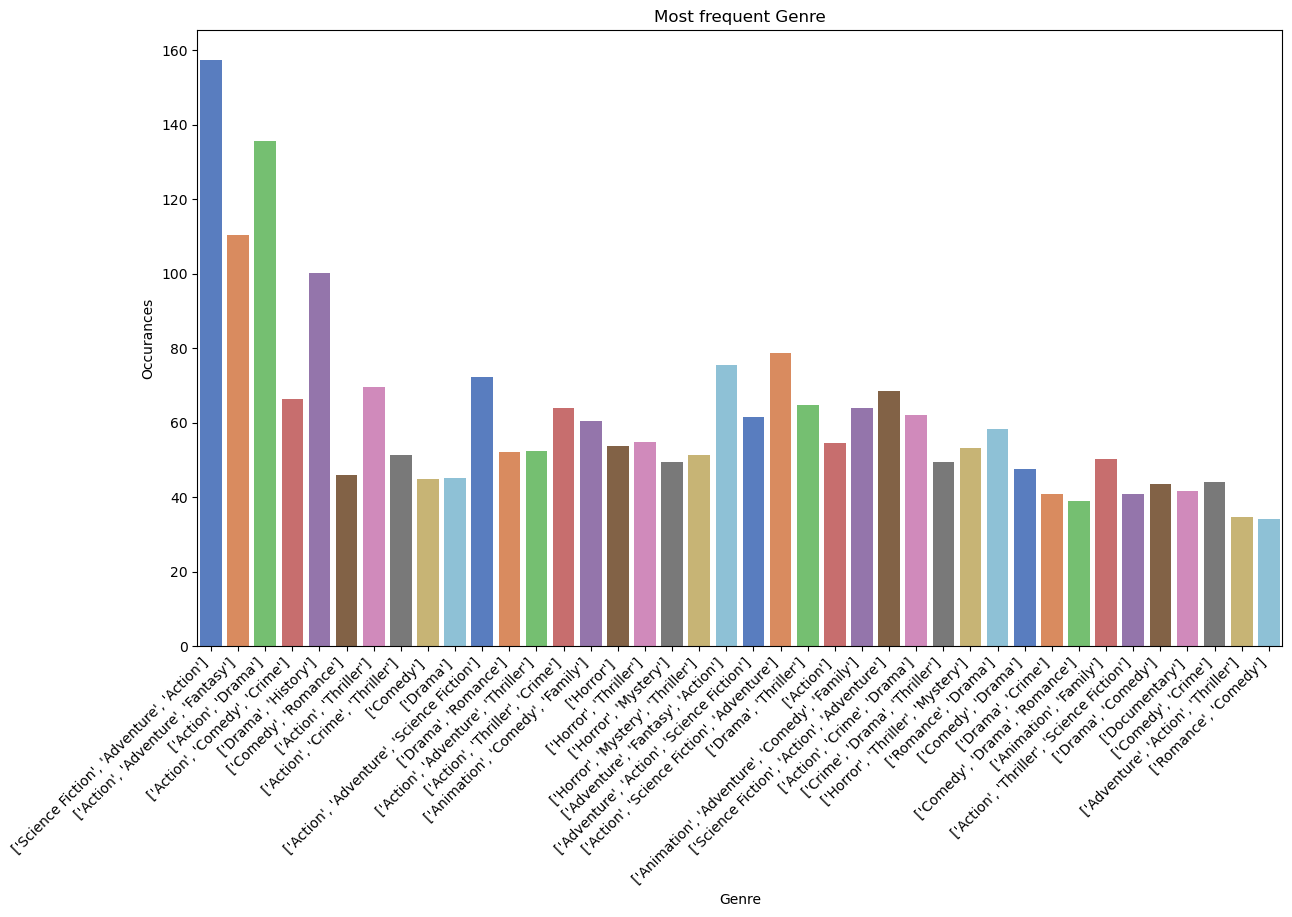 Most frequent Genre
160
140
120
100
80
60
40
20
0
Occurances
['Science Fiction', 'Adventure', 'Action']
['Action', 'Adventure', 'Fantasy']
['Action', 'Drama']
['Action', 'Comedy', 'Crime']
['Drama', 'History']
['Comedy', 'Romance']
['Action', 'Thriller']
['Action', 'Crime', 'Thriller']
['Comedy']
['Drama']
['Action', 'Adventure', 'Science Fiction']
['Drama', 'Romance']
['Action', 'Adventure', 'Thriller']
['Action', 'Thriller', 'Crime']
['Animation', 'Comedy', 'Family']
['Horror']
['Horror', 'Thriller']
['Horror', 'Mystery']
['Horror', 'Mystery', 'Thriller']
['Adventure', 'Fantasy', 'Action']
['Adventure', 'Action', 'Science Fiction']
['Action', 'Science Fiction', 'Adventure']
['Drama', 'Thriller']
['Action']
['Animation', 'Adventure', 'Comedy', 'Family']
['Science Fiction', 'Action', 'Adventure']
['Action', 'Crime', 'Drama']
['Crime', 'Drama', 'Thriller']
['Horror', 'Thriller', 'Mystery']
['Romance', 'Drama']
['Comedy', 'Drama']
['Drama', 'Crime']
['Comedy', 'Drama', 'Romance']
['Animation', 'Family']
['Action', 'Thriller', 'Science Fiction']
['Drama', 'Comedy']
['Documentary']
['Comedy', 'Crime']
['Adventure', 'Action', 'Thriller']
['Romance', 'Comedy']
Genre